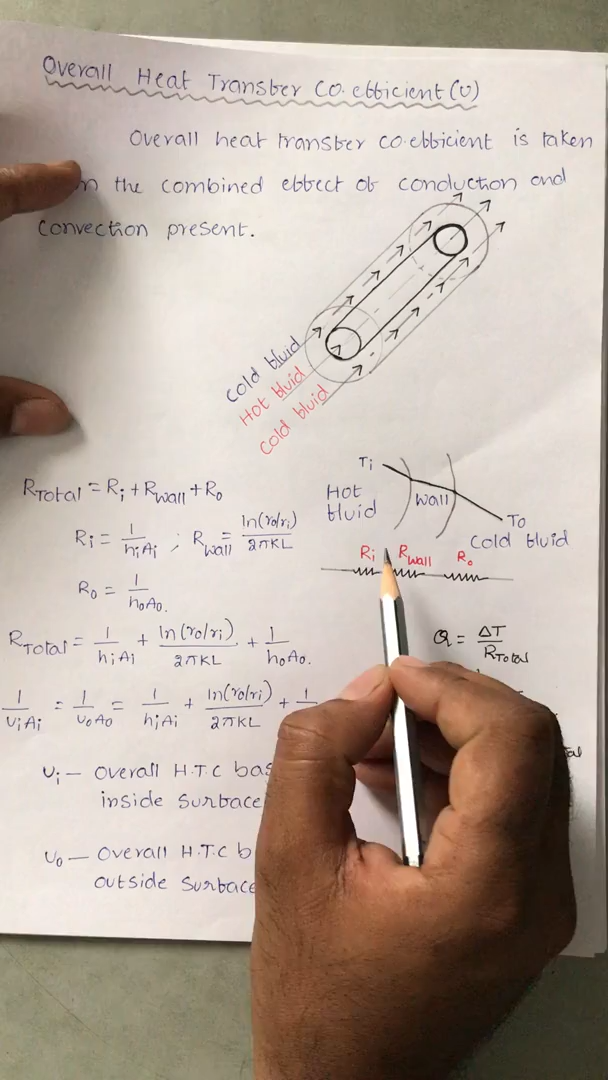 Overall Heat Transfer Co.efficient (U)
Overall heat transfer co.efficient is taken
the combined effect of conduction and
convection present.
Cold fluid
Hot fluid
Cold fluid
Ti
Hot
fluid
wall
To
Cold fluid
Ri Rwall Ro
RTotal = Ri + Rwall + Ro
Ri = 1/hiAi ; Rwall = ln(ro/ri)/2πKL
Ro = 1/hoAo.
RTotal = 1/hiAi + ln(ro/ri)/2πKL + 1/hoAo.
Q = ΔT/RTotal
1/UiAi = 1/UoAo = 1/hiAi + ln(ro/ri)/2πKL + 1
Ui — Overall H.T.C
inside surface
Uo — Overall H.T.C
outside surface